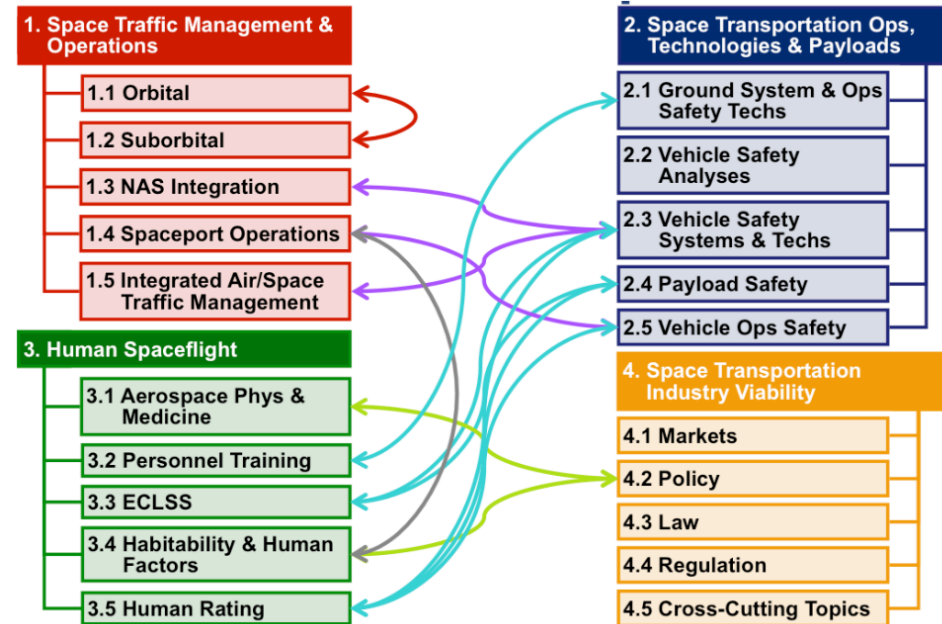 1. Space Traffic Management &
Operations
1.1 Orbital
1.2 Suborbital
1.3 NAS Integration
1.4 Spaceport Operations
1.5 Integrated Air/Space
Traffic Management
2. Space Transportation Ops,
Technologies & Payloads
2.1 Ground System & Ops
Safety Techs
2.2 Vehicle Safety
Analyses
2.3 Vehicle Safety
Systems & Techs
2.4 Payload Safety
2.5 Vehicle Ops Safety
3. Human Spaceflight
3.1 Aerospace Phys &
Medicine
3.2 Personnel Training
3.3 ECLSS
3.4 Habitability & Human
Factors
3.5 Human Rating
4. Space Transportation
Industry Viability
4.1 Markets
4.2 Policy
4.3 Law
4.4 Regulation
4.5 Cross-Cutting Topics